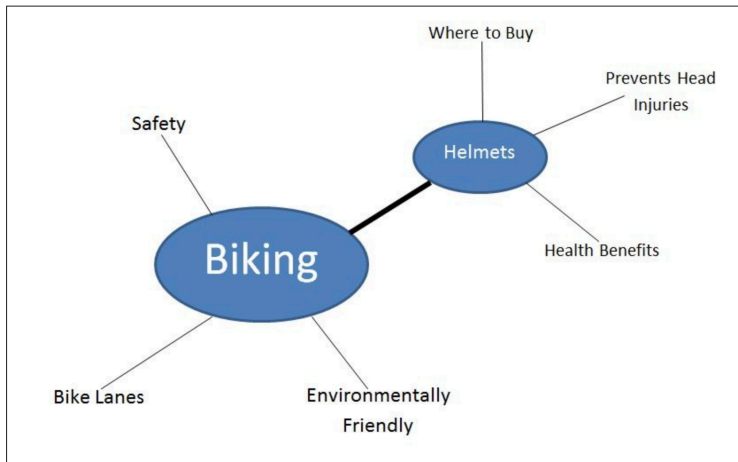 Where to Buy
Prevents Head
Injuries
Safety
Helmets
Health Benefits
Biking
Bike Lanes
Environmentally
Friendly